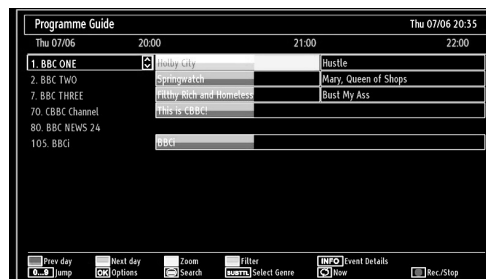 Programme Guide Thu 07/06 20:35
Thu 07/06 20:00 21:00 22:00
1. BBC ONE Holby City Hustle
2. BBC TWO Springwatch Mary, Queen of Shops
7. BBC THREE Filthy Rich and Homeless Bust My Ass
70. CBBC Channel This is CBBC!
80. BBC NEWS 24
105. BBCi BBCi
Prev day Next day Zoom Filter INFO Event Details
0...9 Jump OK Options Search SUBTTL Select Genre Now Rec./Stop